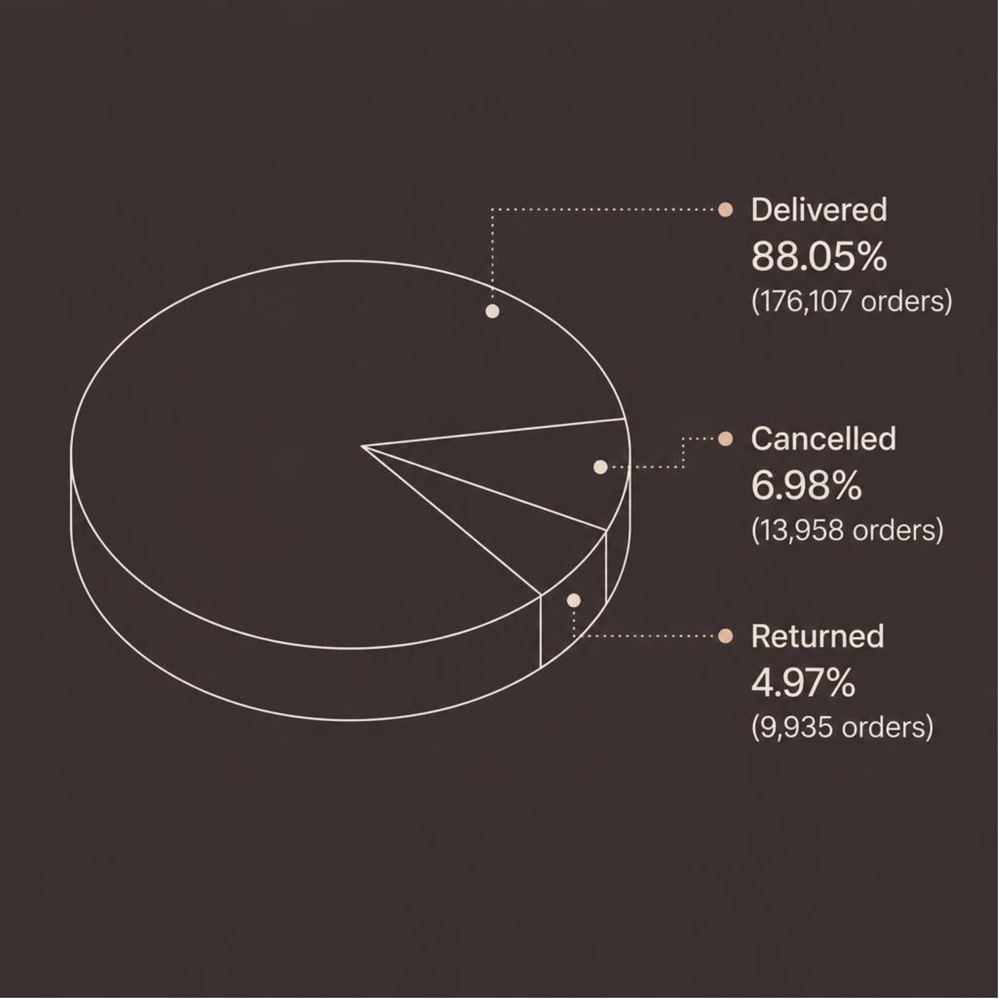 Delivered
88.05%
(176,107 orders)
Cancelled
6.98%
(13,958 orders)
Returned
4.97%
(9,935 orders)